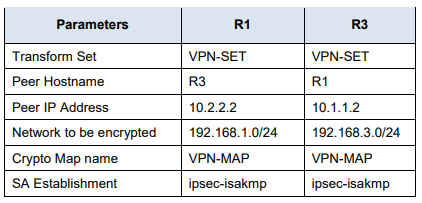 Parameters R1 R3
Transform Set VPN-SET VPN-SET
Peer Hostname R3 R1
Peer IP Address 10.2.2.2 10.1.1.2
Network to be encrypted 192.168.1.0/24 192.168.3.0/24
Crypto Map name VPN-MAP VPN-MAP
SA Establishment ipsec-isakmp ipsec-isakmp